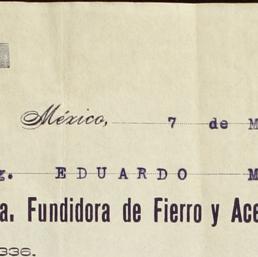 México, 7 de M
g. EDUARDO M
a. Fundidora de Fierro y Ace
336.